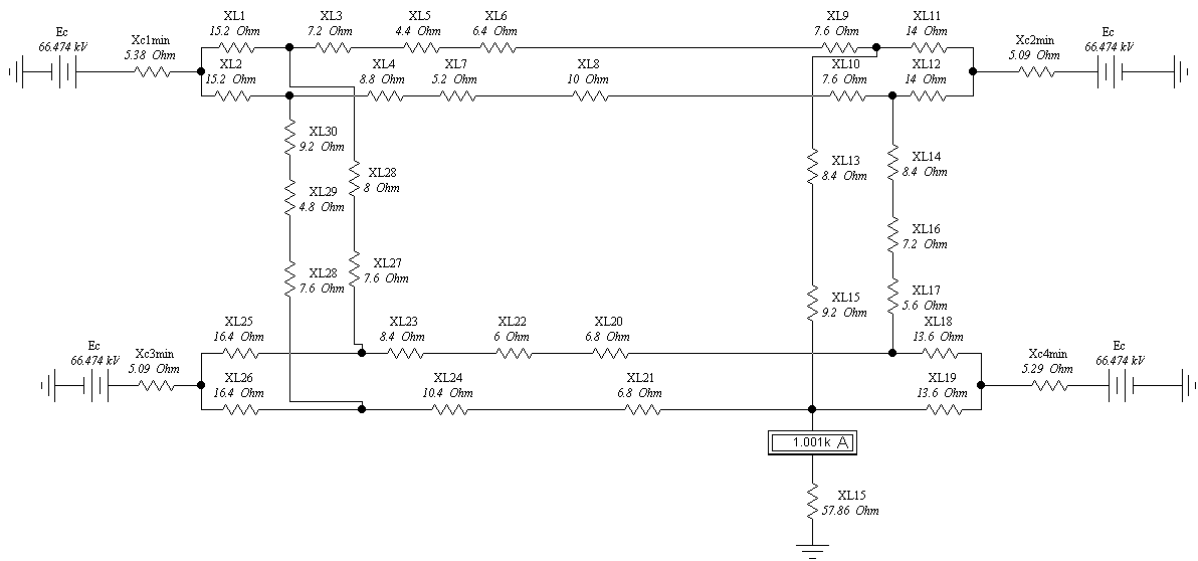 XL1
15.2 Ohm
XL3
7.2 Ohm
XL5
4.4 Ohm
XL6
6.4 Ohm
XL9
7.6 Ohm
XL11
14 Ohm
Ec
66.474 kV
Xc1min
5.38 Ohm
Xc2min
5.09 Ohm
Ec
66.474 kV
XL2
15.2 Ohm
XL4
8.8 Ohm
XL7
5.2 Ohm
XL8
10 Ohm
XL10
7.6 Ohm
XL12
14 Ohm
XL30
9.2 Ohm
XL28
8 Ohm
XL13
8.4 Ohm
XL14
8.4 Ohm
XL29
4.8 Ohm
XL16
7.2 Ohm
XL28
7.6 Ohm
XL27
7.6 Ohm
XL15
9.2 Ohm
XL17
5.6 Ohm
XL25
16.4 Ohm
XL23
8.4 Ohm
XL22
6 Ohm
XL20
6.8 Ohm
XL18
13.6 Ohm
Ec
66.474 kV
Xc3min
5.09 Ohm
Xc4min
5.29 Ohm
Ec
66.474 kV
XL26
16.4 Ohm
XL24
10.4 Ohm
XL21
6.8 Ohm
XL19
13.6 Ohm
1.001k A
XL15
57.86 Ohm